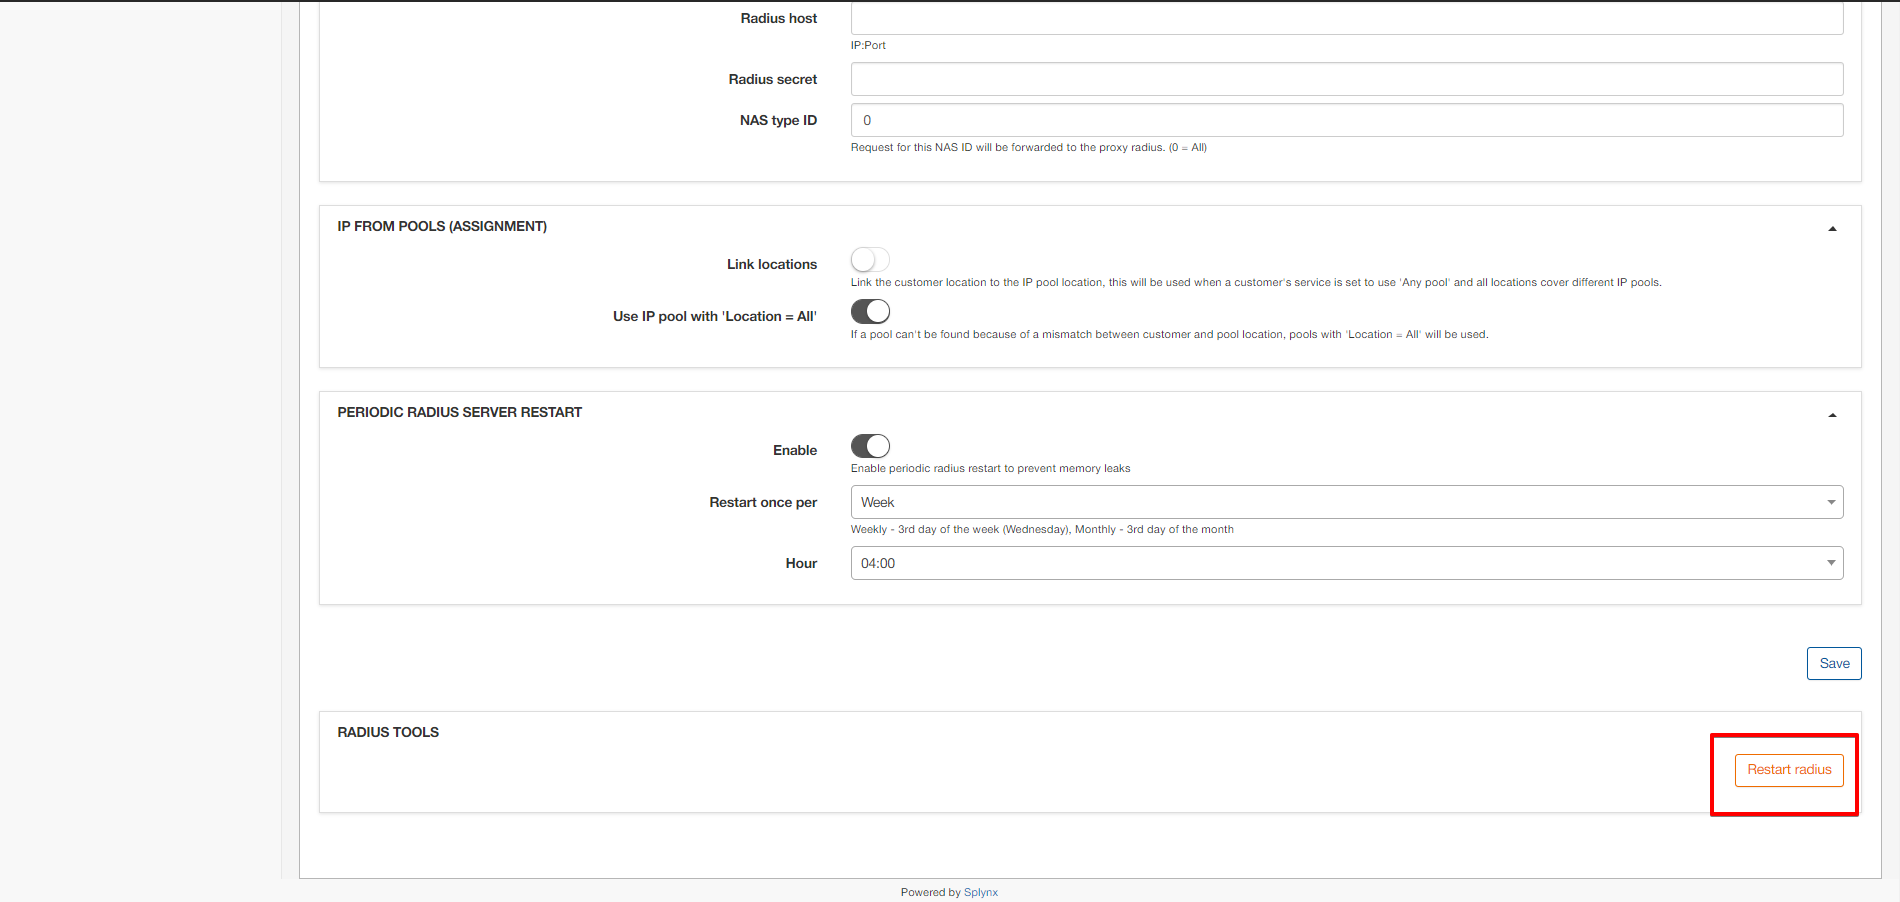 Radius host
IP:Port
Radius secret
NAS type ID
0
Request for this NAS ID will be forwarded to the proxy radius. (0 = All)
IP FROM POOLS (ASSIGNMENT)
Link locations
Link the customer location to the IP pool location, this will be used when a customer's service is set to use 'Any pool' and all locations cover different IP pools.
Use IP pool with 'Location = All'
If a pool can't be found because of a mismatch between customer and pool location, pools with 'Location = All' will be used.
PERIODIC RADIUS SERVER RESTART
Enable
Enable periodic radius restart to prevent memory leaks
Restart once per
Week
Weekly - 3rd day of the week (Wednesday), Monthly - 3rd day of the month
Hour
04:00
Save
RADIUS TOOLS
Restart radius
Powered by Splynx